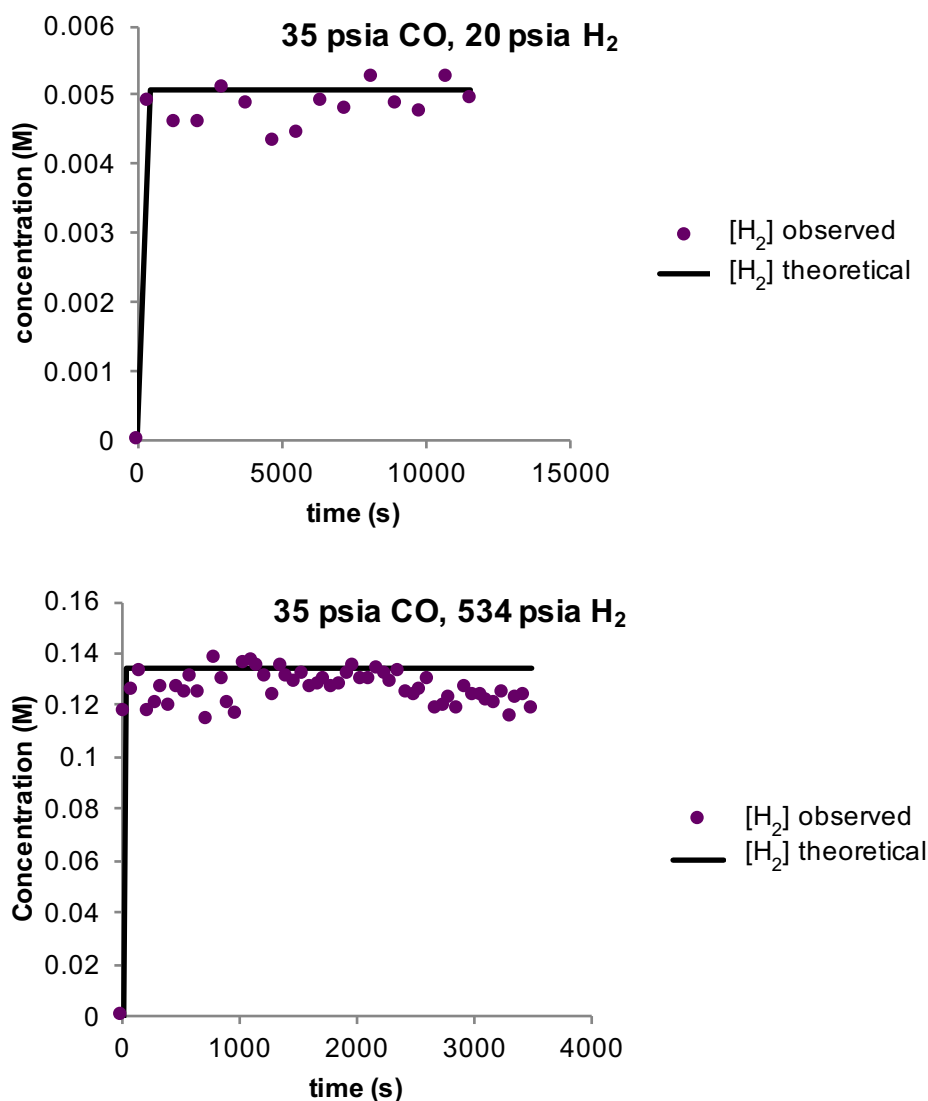 35 psia CO, 20 psia H2
0.006
0.005
0.004
0.003
0.002
0.001
0
concentration (M)
0 5000 10000 15000
time (s)
[H2] observed
[H2] theoretical
35 psia CO, 534 psia H2
0.16
0.14
0.12
0.1
0.08
0.06
0.04
0.02
0
Concentration (M)
0 1000 2000 3000 4000
time (s)
[H2] observed
[H2] theoretical